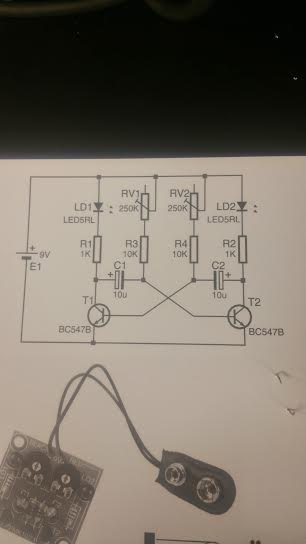 RV1 RV2
LD1 250K 250K LD2
LED5RL LED5RL
R1 R3 R4 R2
1K 10K 10K 1K
+ 9V
E1
+ C1 C2 +
10u 10u
T1 T2
BC547B BC547B